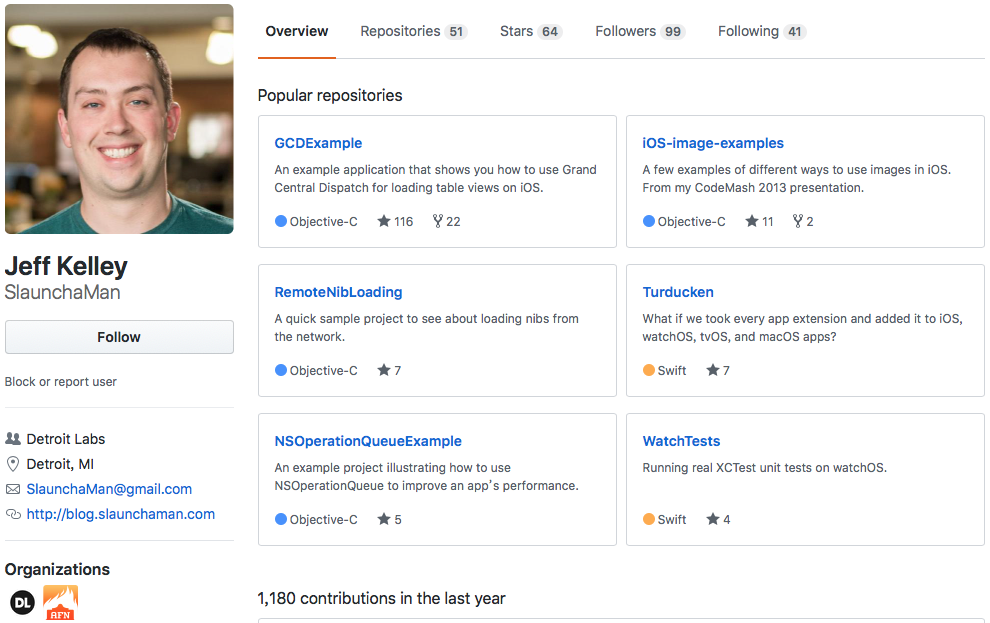 Overview Repositories 51 Stars 64 Followers 99 Following 41
Jeff Kelley
SlaunchaMan
Follow
Block or report user
Detroit Labs
Detroit, MI
SlaunchaMan@gmail.com
http://blog.slaunchaman.com
Organizations
DL
AFN
Popular repositories
GCDExample
An example application that shows you how to use Grand
Central Dispatch for loading table views on iOS.
Objective-C 116 22
iOS-image-examples
A few examples of different ways to use images in iOS.
From my CodeMash 2013 presentation.
Objective-C 11 2
RemoteNibLoading
A quick sample project to see about loading nibs from
the network.
Objective-C 7
Turducken
What if we took every app extension and added it to iOS,
watchOS, tvOS, and macOS apps?
Swift 7
NSOperationQueueExample
An example project illustrating how to use
NSOperationQueue to improve an app’s performance.
Objective-C 5
WatchTests
Running real XCTest unit tests on watchOS.
Swift 4
1,180 contributions in the last year